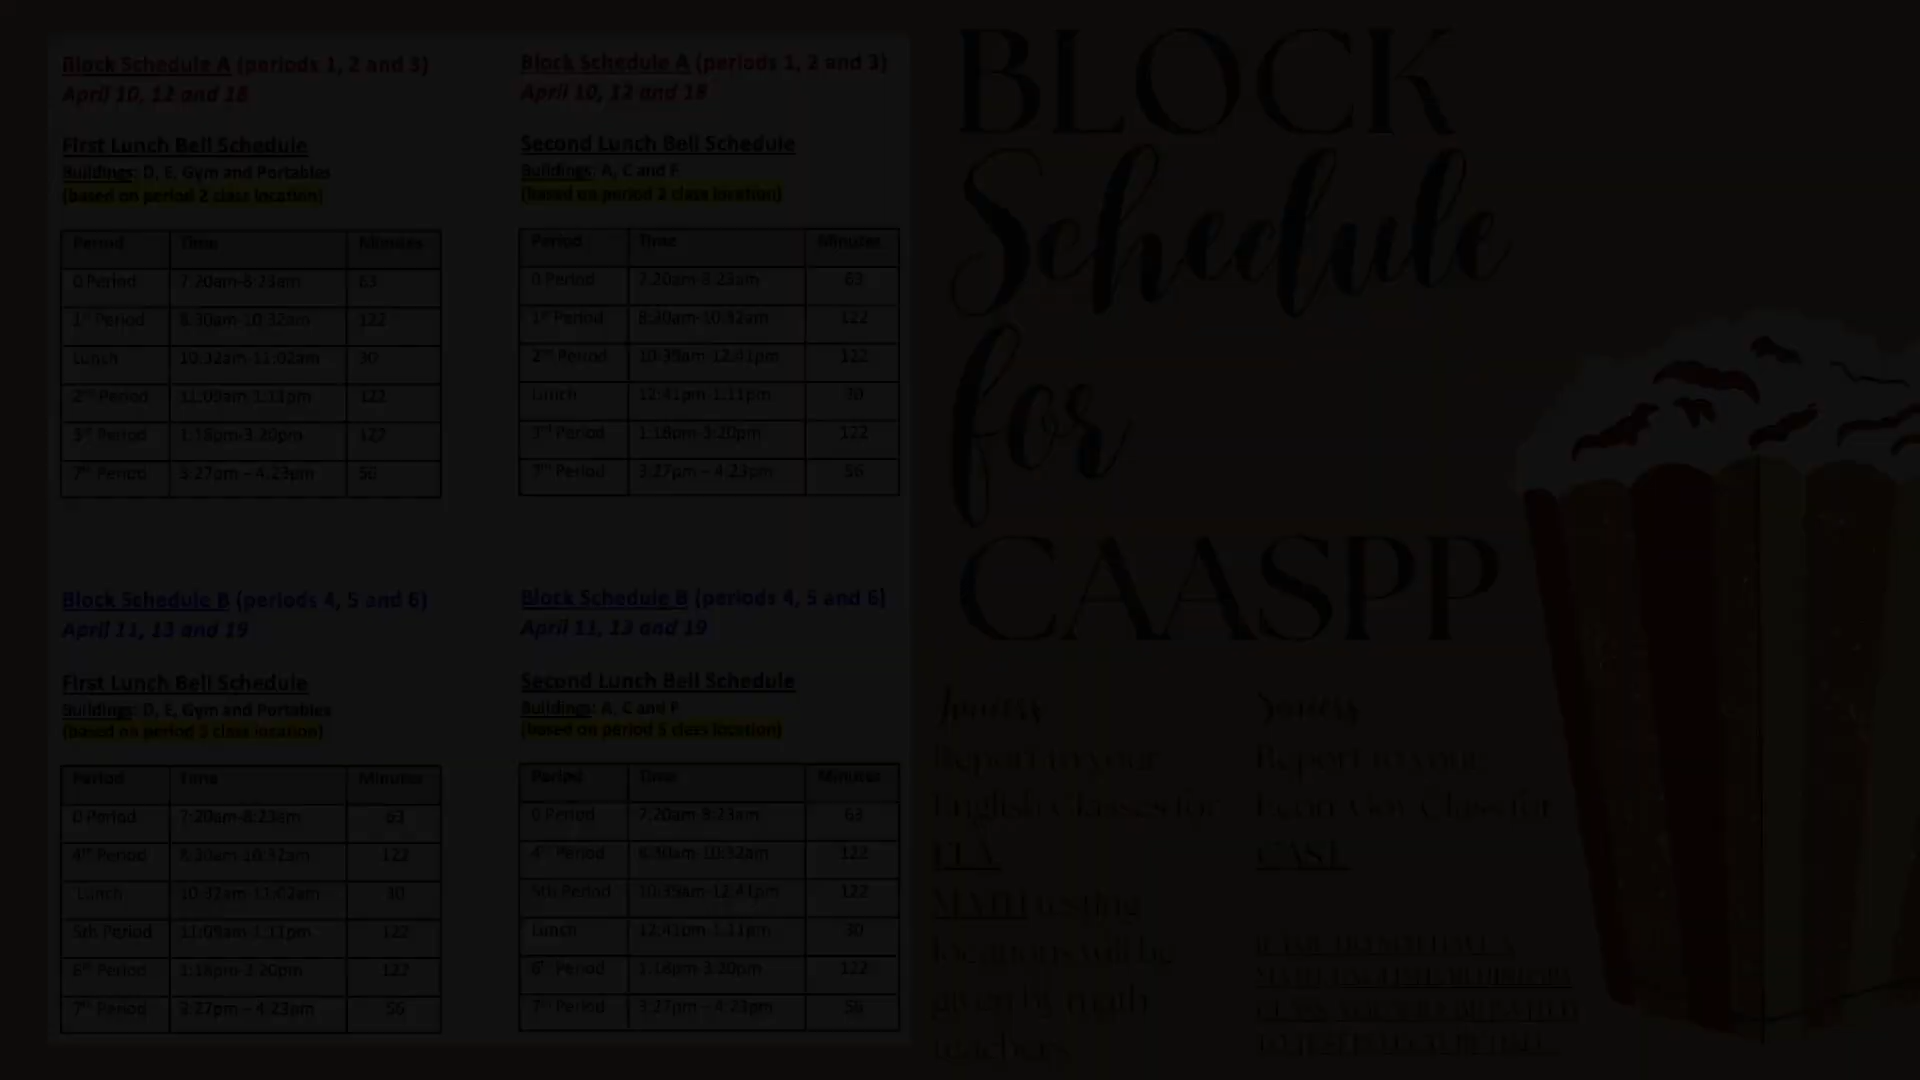 Block Schedule A (periods 1, 2 and 3)
April 10, 12 and 18
First Lunch Bell Schedule
Buildings: D, E, Gym and Portables
(based on period 2 class location)
Period Time Minutes
0 Period 7:20am-8:23am 63
1st Period 8:30am-10:32am 122
Lunch 10:32am-11:02am 30
2nd Period 11:09am-1:11pm 122
3rd Period 1:18pm-3:20pm 122
7th Period 3:27pm – 4:23pm 56
Block Schedule A (periods 1, 2 and 3)
April 10, 12 and 18
Second Lunch Bell Schedule
Buildings: A, C and F
(based on period 2 class location)
Period Time Minutes
0 Period 7:20am-8:23am 63
1st Period 8:30am-10:32am 122
2nd Period 10:39am-12:41pm 122
Lunch 12:41pm-1:11pm 30
3rd Period 1:18pm-3:20pm 122
7th Period 3:27pm – 4:23pm 56
Block Schedule B (periods 4, 5 and 6)
April 11, 13 and 19
First Lunch Bell Schedule
Buildings: D, E, Gym and Portables
(based on period 5 class location)
Period Time Minutes
0 Period 7:20am-8:23am 63
4th Period 8:30am-10:32am 122
Lunch 10:32am-11:02am 30
5th Period 11:09am-1:11pm 122
6th Period 1:18pm-3:20pm 122
7th Period 3:27pm – 4:23pm 56
Block Schedule B (periods 4, 5 and 6)
April 11, 13 and 19
Second Lunch Bell Schedule
Buildings: A, C and F
(based on period 5 class location)
Period Time Minutes
0 Period 7:20am-8:23am 63
4th Period 8:30am-10:32am 122
5th Period 10:39am-12:41pm 122
Lunch 12:41pm-1:11pm 30
6th Period 1:18pm-3:20pm 122
7th Period 3:27pm – 4:23pm 56
BLOCK
Schedule
for
CAASPP
Juniors
Report to your
English Classes for
ELA
MATH testing
locations will be
given by math
teachers
Seniors
Report to your
Econ/Gov Class for
CAST